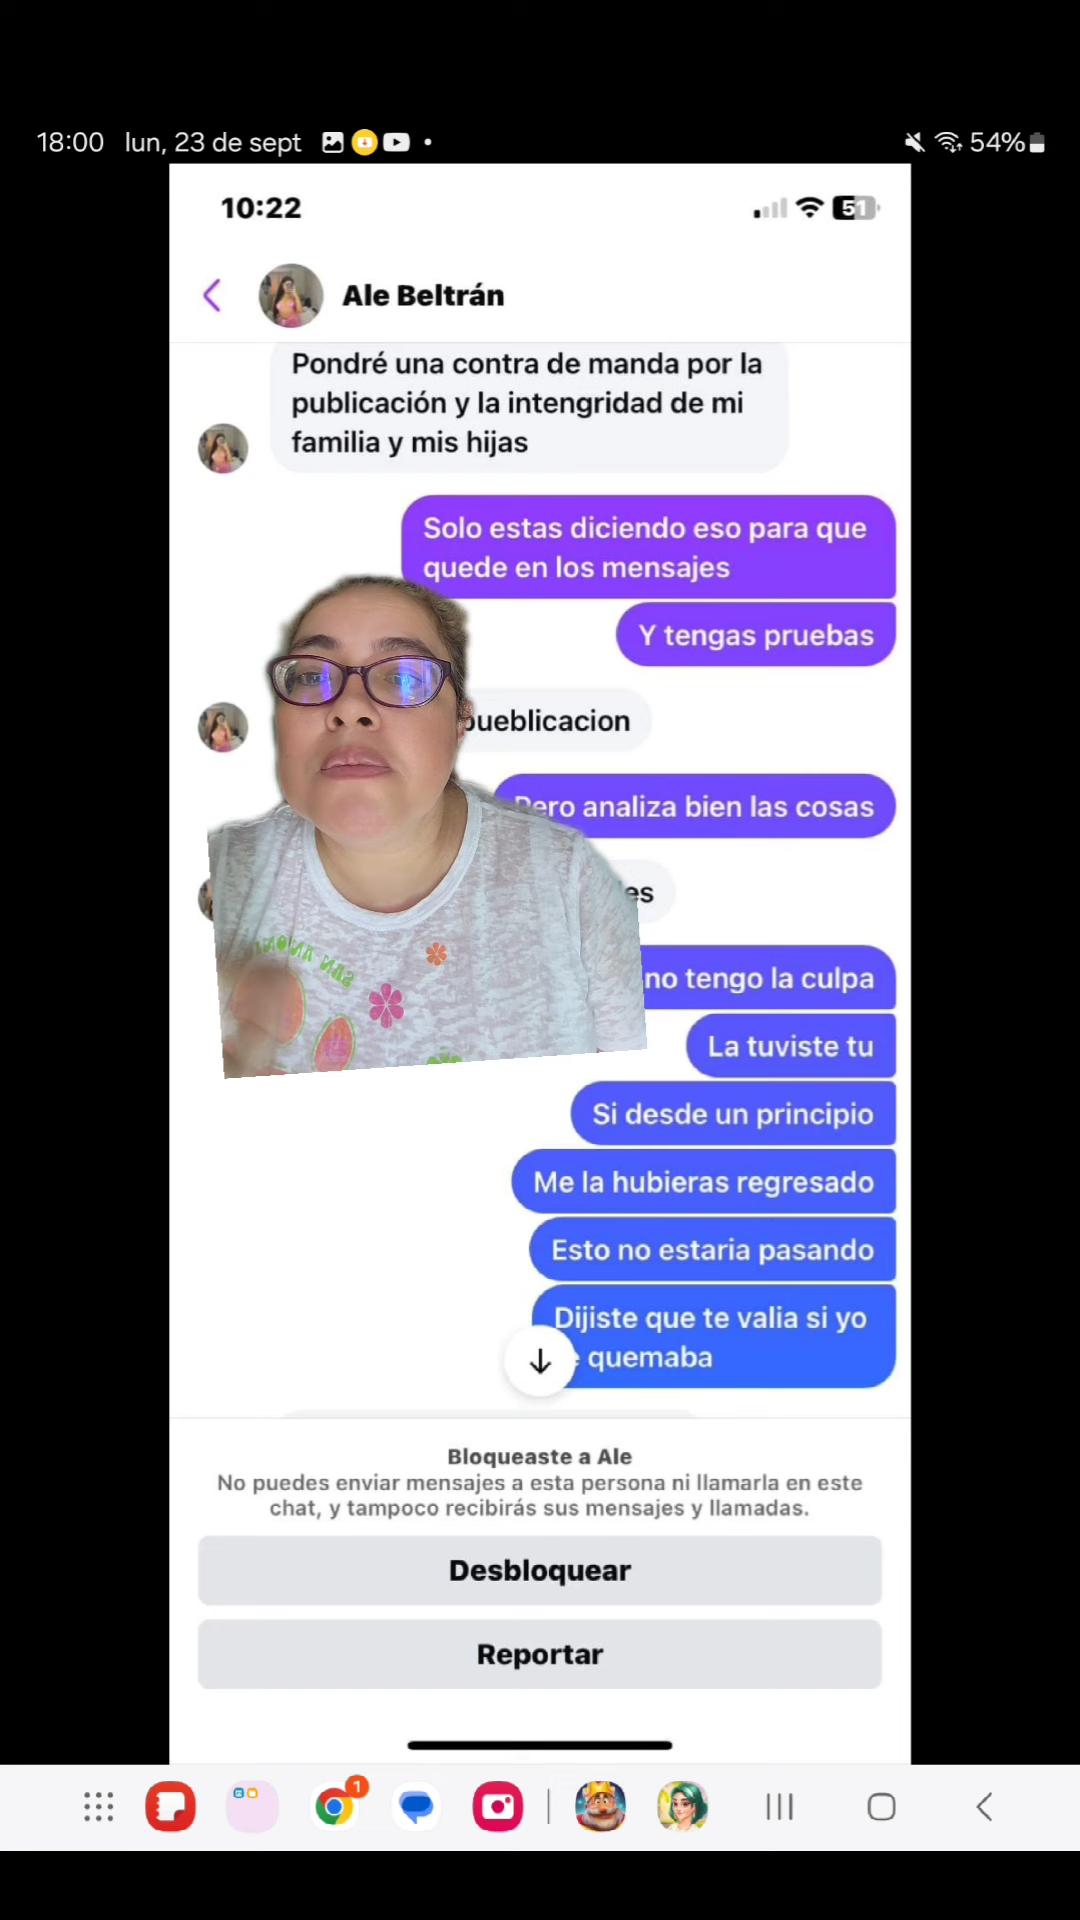 18:00 lun, 23 de sept
54%
10:22
51
Ale Beltrán
Pondré una contra de manda por la
publicación y la intengridad de mi
familia y mis hijas
Solo estas diciendo eso para que
quede en los mensajes
Y tengas pruebas
pueblicacion
Pero analiza bien las cosas
es
no tengo la culpa
La tuviste tu
Si desde un principio
Me la hubieras regresado
Esto no estaria pasando
Dijiste que te valia si yo
quemaba
Bloqueaste a Ale
No puedes enviar mensajes a esta persona ni llamarla en este
chat, y tampoco recibirás sus mensajes y llamadas.
Desbloquear
Reportar
1